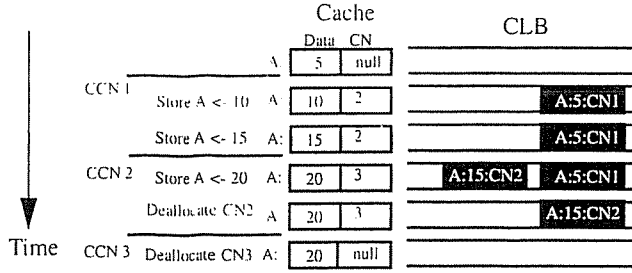 Cache
CLB
Data CN
A: 5 null
CCN 1
Store A <- 10 A: 10 2 A:5:CN1
Store A <- 15 A: 15 2 A:5:CN1
CCN 2 Store A <- 20 A: 20 3 A:15:CN2 A:5:CN1
Deallocate CN2 A 20 3 A:15:CN2
Time CCN 3 Deallocate CN3 A: 20 null